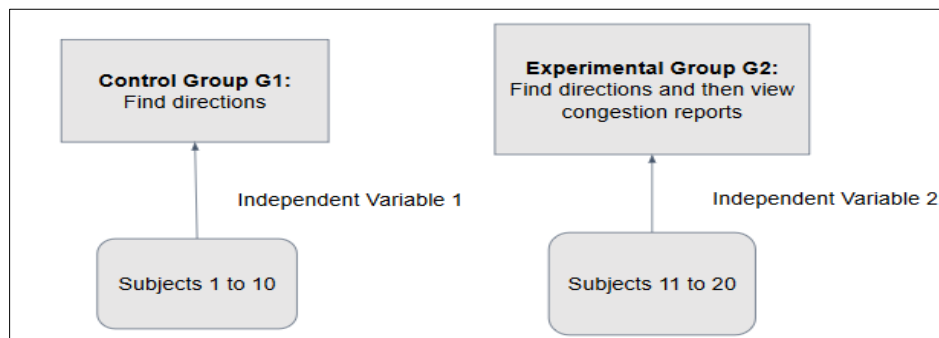 Control Group G1:
Find directions
Experimental Group G2:
Find directions and then view
congestion reports
Independent Variable 1
Independent Variable 2
Subjects 1 to 10
Subjects 11 to 20